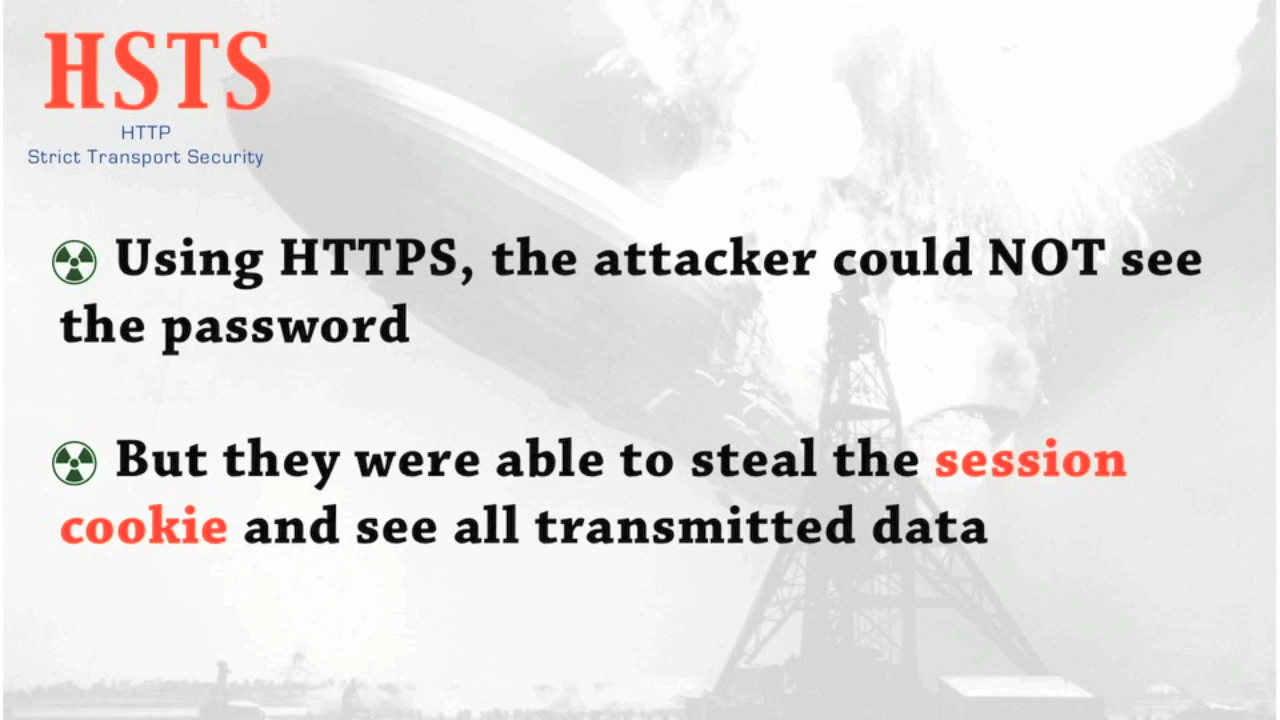 HSTS
HTTP
Strict Transport Security
Using HTTPS, the attacker could NOT see
the password
But they were able to steal the session
cookie and see all transmitted data